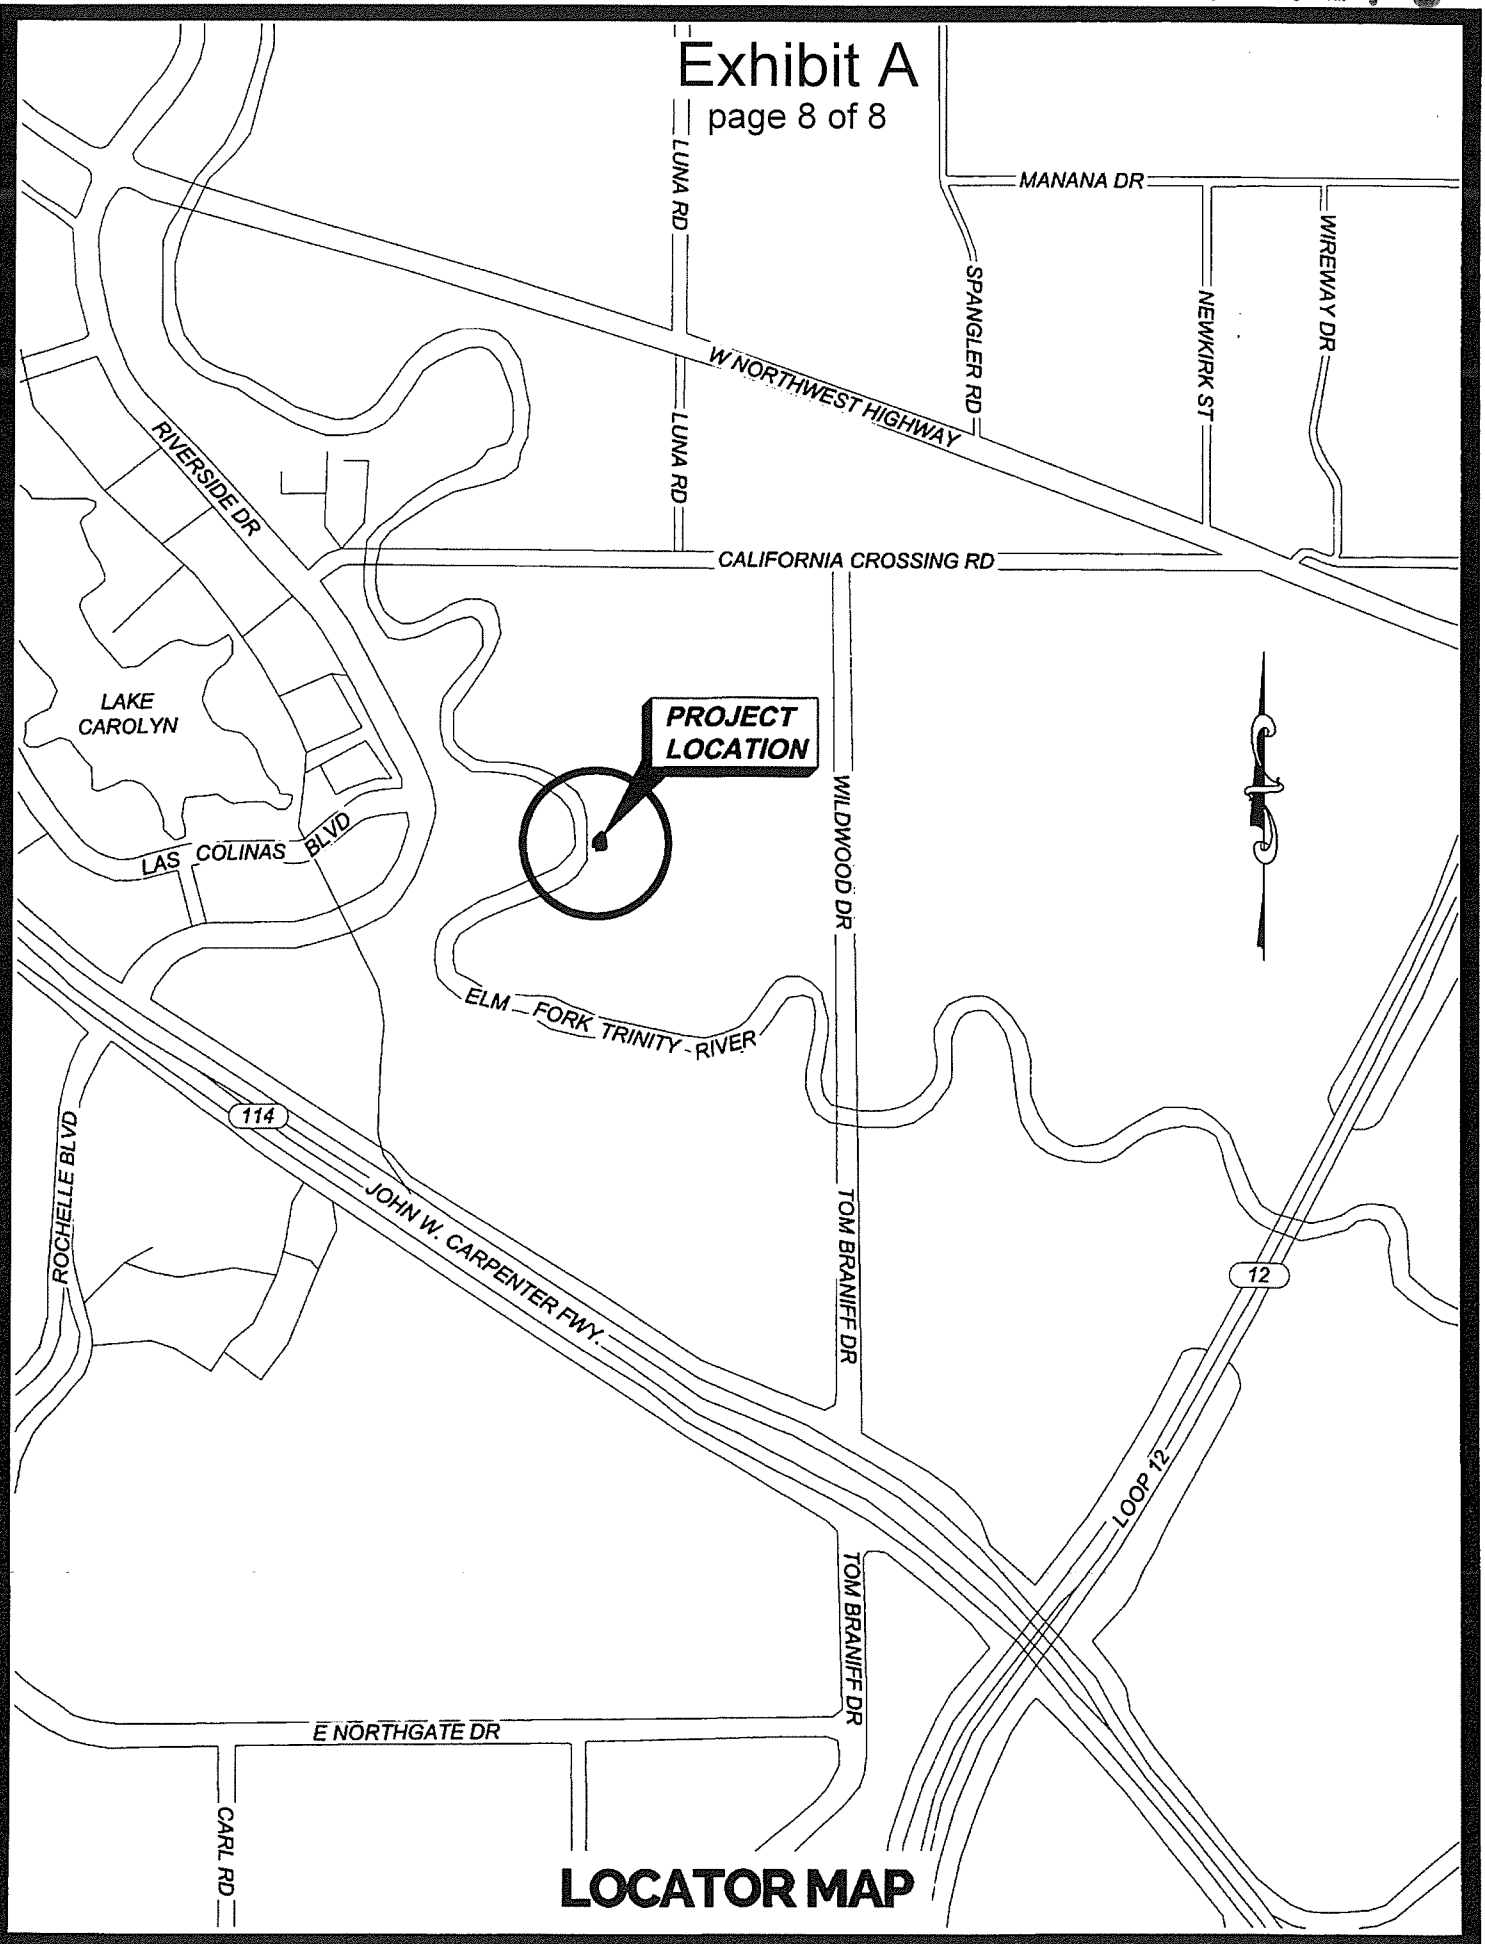 Exhibit A
page 8 of 8
LUNA RD
MANANA DR
WIREWAY DR
SPANGLER RD
NEWKIRK ST
W NORTHWEST HIGHWAY
LUNA RD
RIVERSIDE DR
CALIFORNIA CROSSING RD
LAKE
CAROLYN
PROJECT
LOCATION
WILDWOOD DR
LAS COLINAS BLVD
ELM FORK TRINITY RIVER
114
ROCHELLE BLVD
JOHN W. CARPENTER FWY.
TOM BRANIFF DR
12
LOOP 12
TOM BRANIFF DR
E NORTHGATE DR
CARL RD
LOCATOR MAP